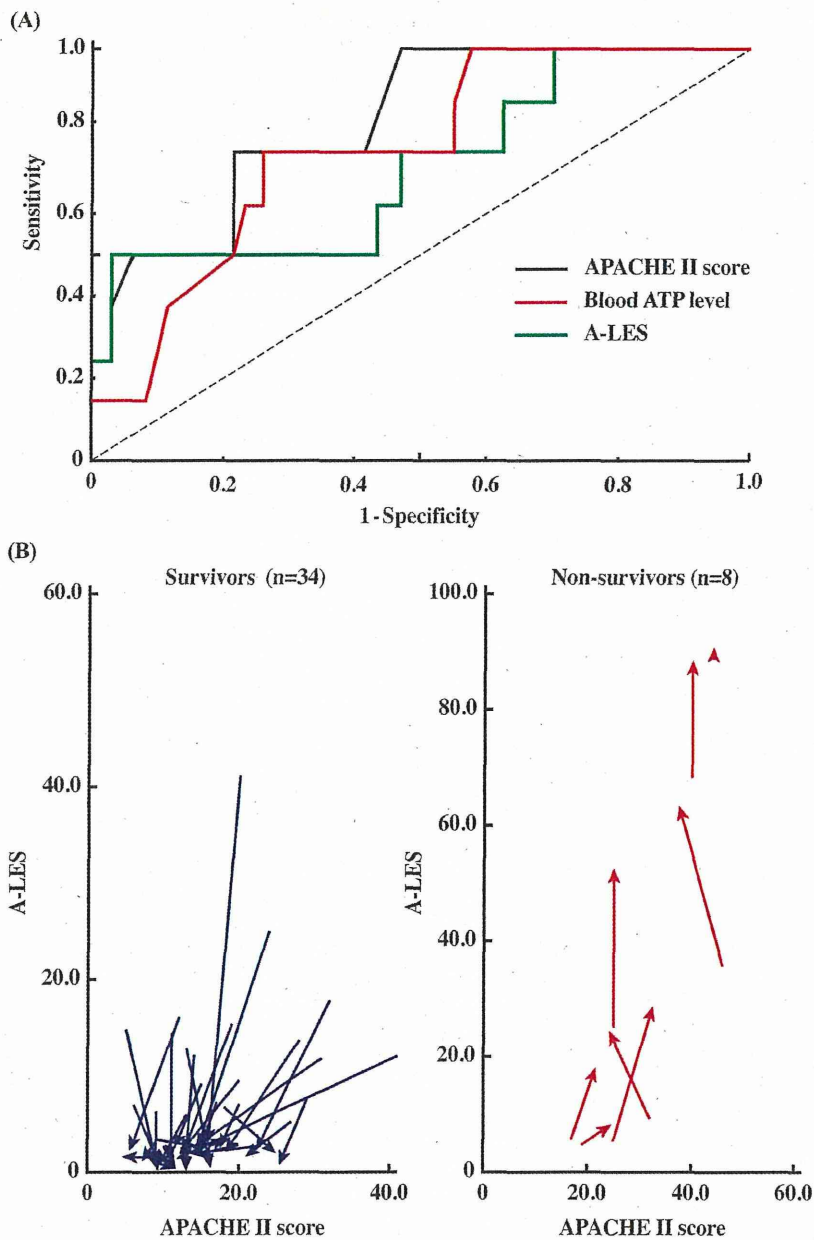 (A)
1.0
0.8
0.6
0.4
0.2
0
Sensitivity
APACHE II score
Blood ATP level
A-LES
0 0.2 0.4 0.6 0.8 1.0
1-Specificity
(B)
Survivors (n=34)
60.0
40.0
20.0
0
A-LES
0 20.0 40.0
APACHE II score
Non-survivors (n=8)
100.0
80.0
60.0
40.0
20.0
0
A-LES
0 20.0 40.0 60.0
APACHE II score